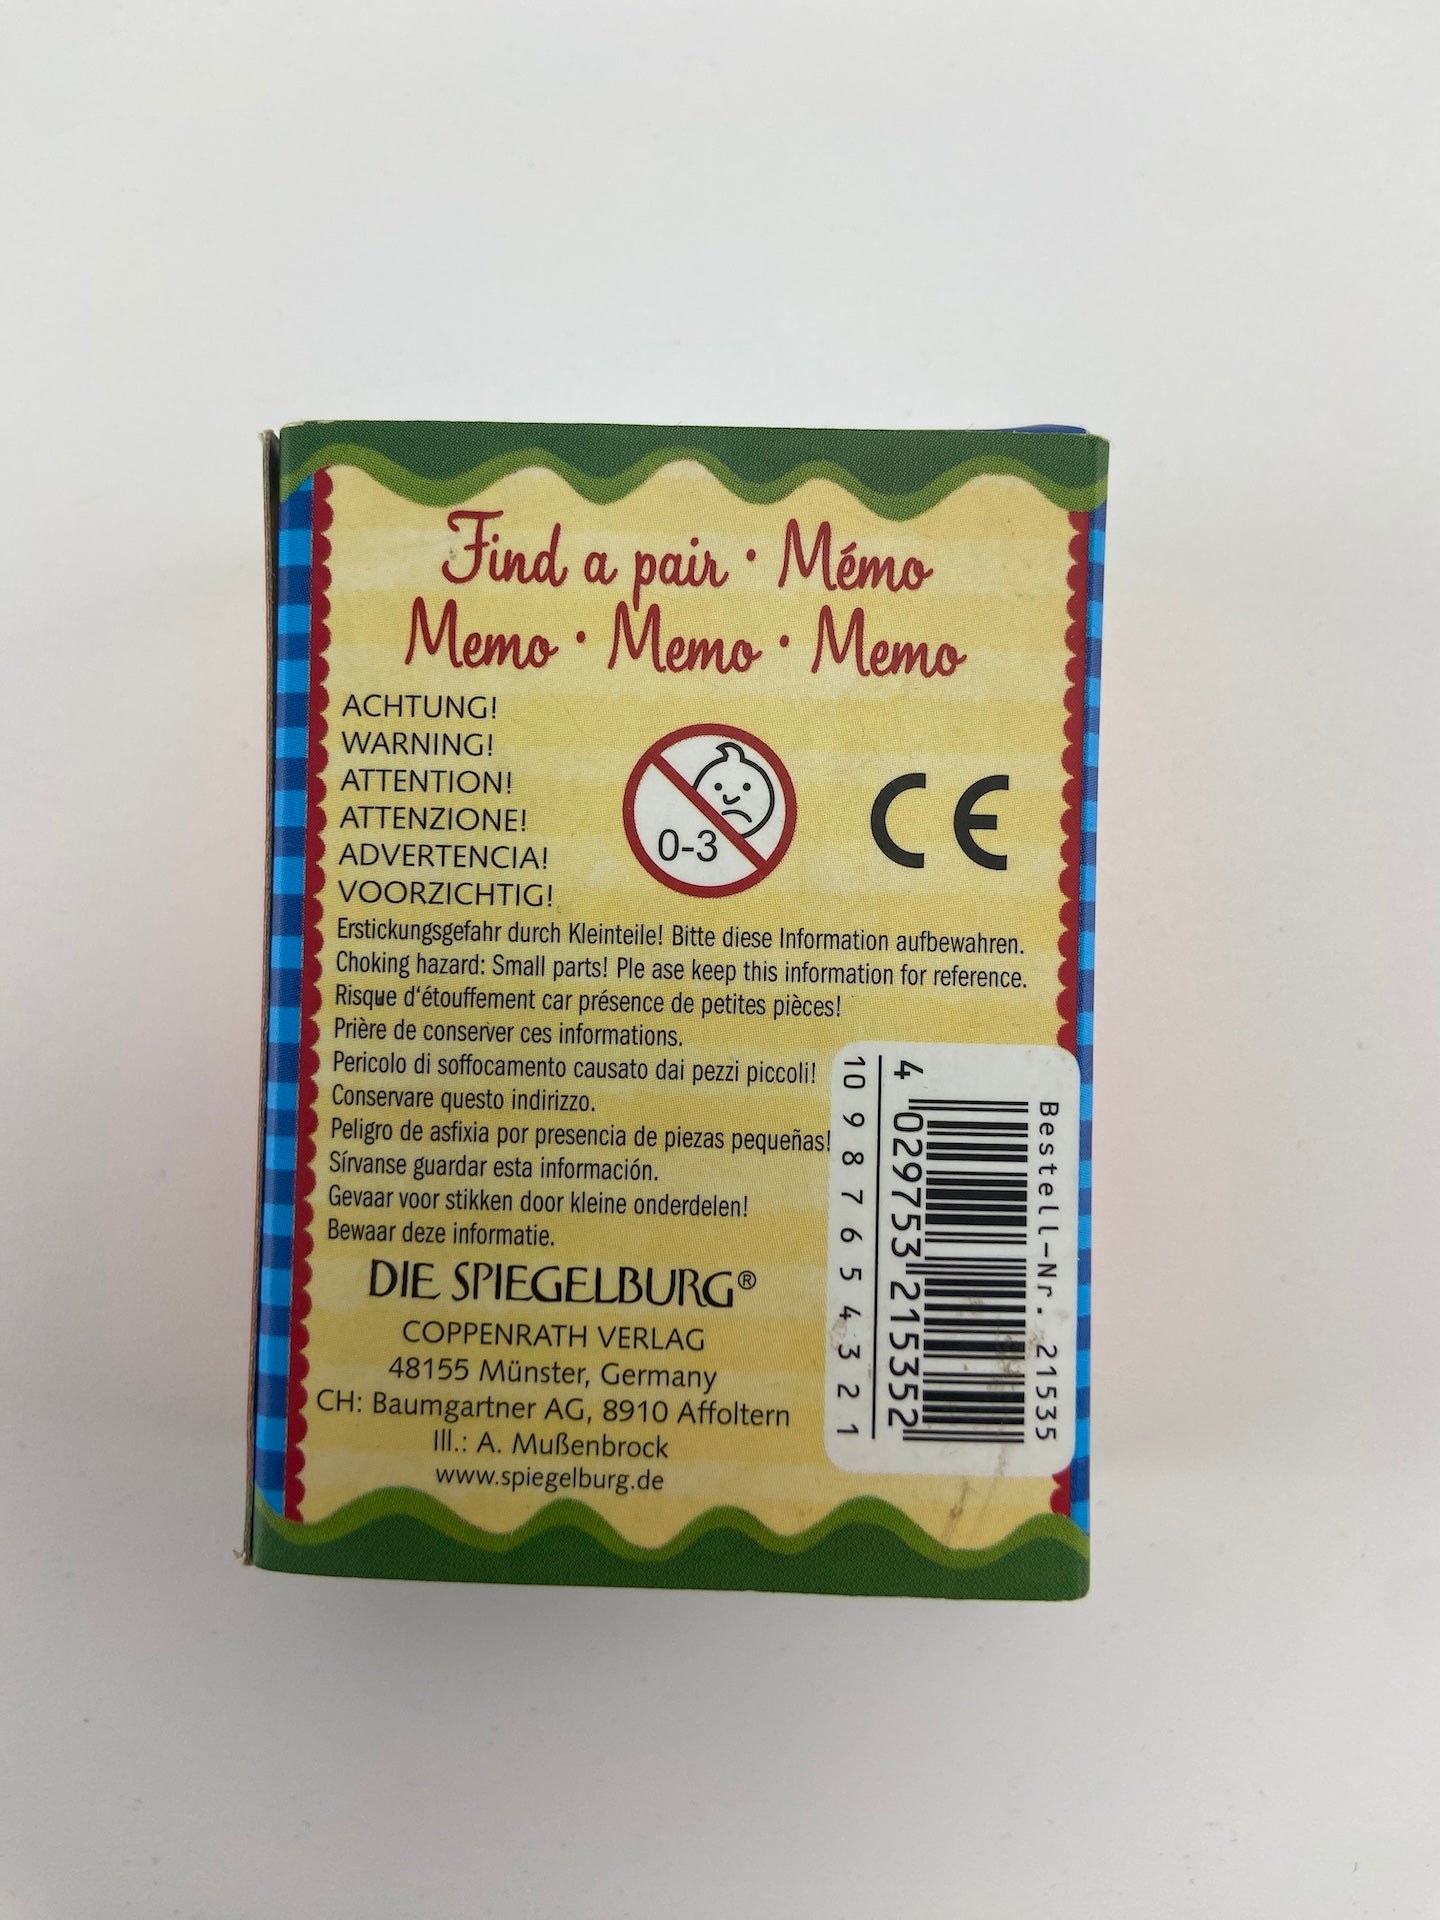 Find a pair · Mémo
Memo · Memo · Memo
ACHTUNG!
WARNING!
ATTENTION!
ATTENZIONE!
ADVERTENCIA!
VOORZICHTIG!
0-3
CE
Erstickungsgefahr durch Kleinteile! Bitte diese Information aufbewahren.
Choking hazard: Small parts! Ple ase keep this information for reference.
Risque d‘étouffement car présence de petites pièces!
Prière de conserver ces informations.
Pericolo di soffocamento causato dai pezzi piccoli!
Conservare questo indirizzo.
Peligro de asfixia por presencia de piezas pequeñas!
Sírvanse guardar esta información.
Gevaar voor stikken door kleine onderdelen!
Bewaar deze informatie.
DIE SPIEGELBURG®
COPPENRATH VERLAG
48155 Münster, Germany
CH: Baumgartner AG, 8910 Affoltern
Ill.: A. Mußenbrock
www.spiegelburg.de
Bestell-Nr. 21535
4 029753 215352
10 9 8 7 6 5 4 3 2 1